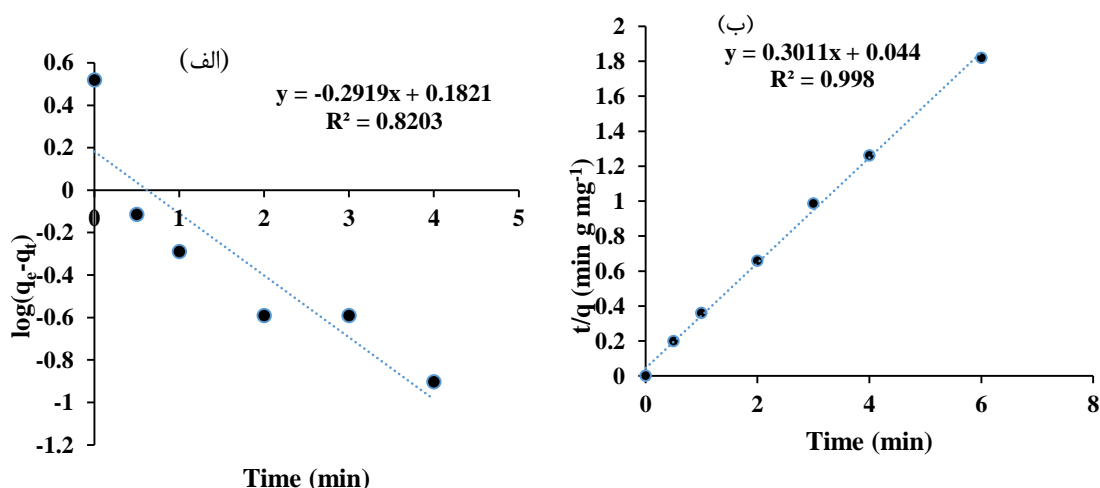 (الف)
y = -0.2919x + 0.1821
R² = 0.8203
0.6
0.4
0.2
0
-0.2
-0.4
-0.6
-0.8
-1
-1.2
0 1 2 3 4 5
log(qe-qt)
Time (min)
(ب)
y = 0.3011x + 0.044
R² = 0.998
2
1.8
1.6
1.4
1.2
1
0.8
0.6
0.4
0.2
0
0 2 4 6 8
t/q (min g mg-1)
Time (min)